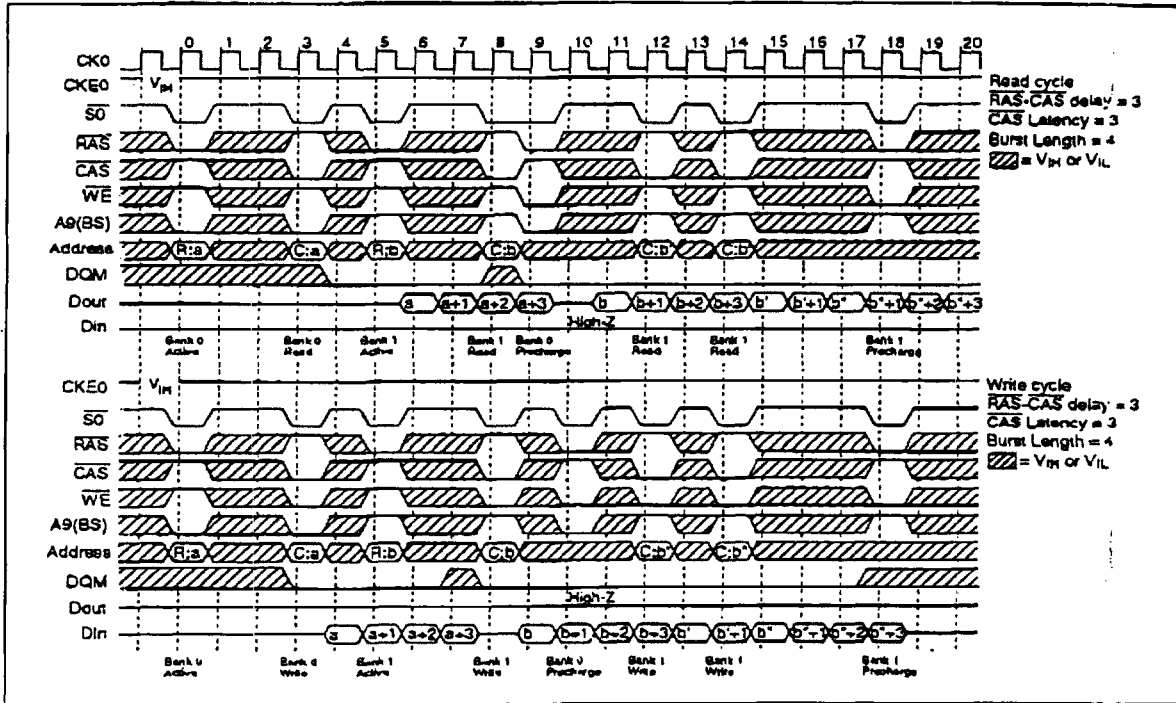 0 1 2 3 4 5 6 7 8 9 10 11 12 13 14 15 16 17 18 19 20
CK0
CKE0 VIH
S0
RAS
CAS
WE
A9(BS)
Address R:a C:a R:b C:b C:b' C:b"
DQM
Dout a a+1 a+2 a+3 b b+1 b+2 b+3 b' b'+1 b" b"+1 b"+2 b"+3
Din High-Z
Bank 0 Active Bank 0 Read Bank 1 Active Bank 1 Read Bank 0 Precharge Bank 1 Read Bank 1 Read Bank 1 Precharge
Read cycle
RAS-CAS delay = 3
CAS Latency = 3
Burst Length = 4
= VIH or VIL
CKE0 VIH
S0
RAS
CAS
WE
A9(BS)
Address R:a C:a R:b C:b C:b' C:b"
DQM
Dout High-Z
Din a a+1 a+2 a+3 b b+1 b+2 b+3 b' b'+1 b" b"+1 b"+2 b"+3
Bank 0 Active Bank 0 Write Bank 1 Active Bank 1 Write Bank 0 Precharge Bank 1 Write Bank 1 Write Bank 1 Precharge
Write cycle
RAS-CAS delay = 3
CAS Latency = 3
Burst Length = 4
= VIH or VIL